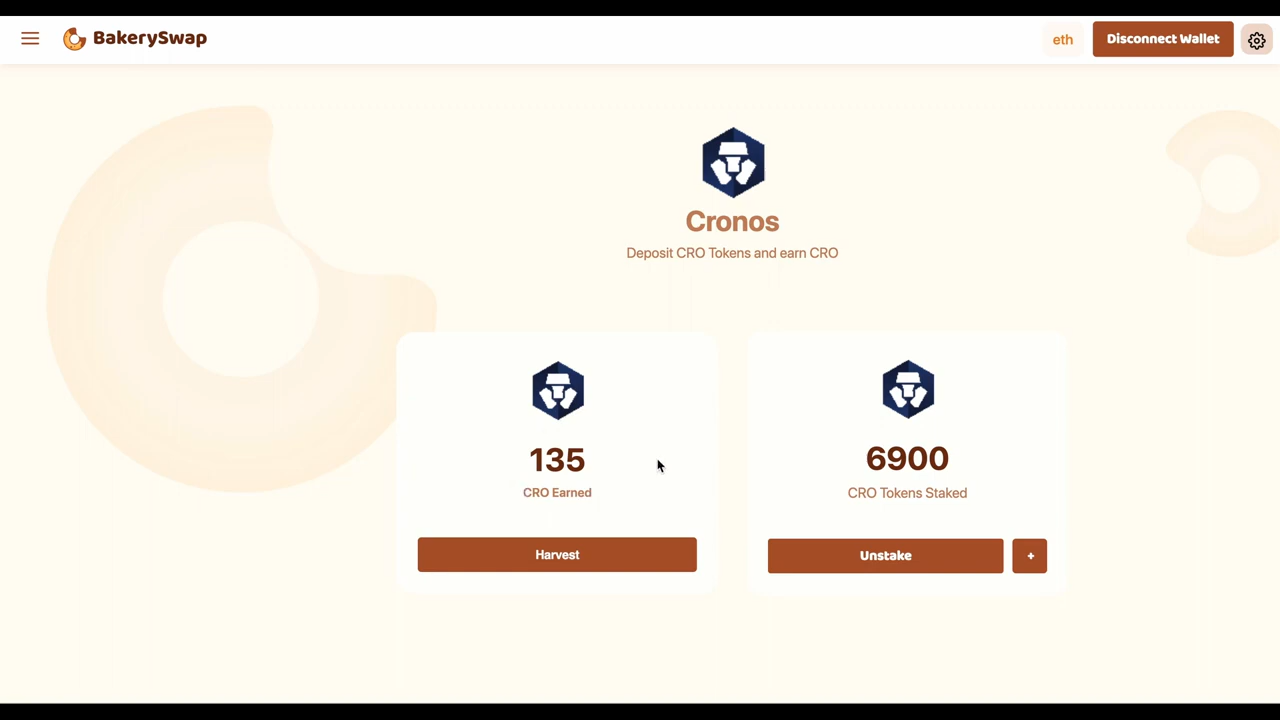 BakerySwap
eth
Disconnect Wallet
Cronos
Deposit CRO Tokens and earn CRO
135
CRO Earned
Harvest
6900
CRO Tokens Staked
Unstake
+